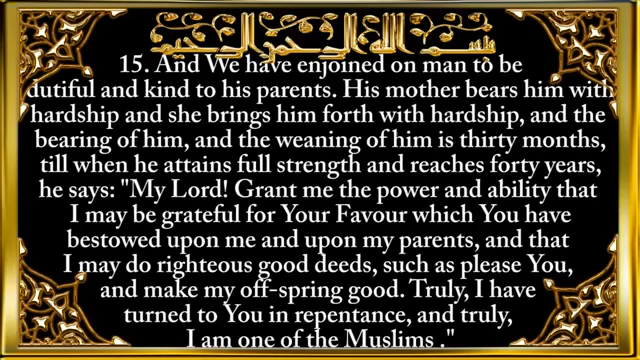 بسم الله الرحمن الرحيم
15. And We have enjoined on man to be
dutiful and kind to his parents. His mother bears him with
hardship and she brings him forth with hardship, and the
bearing of him, and the weaning of him is thirty months,
till when he attains full strength and reaches forty years,
he says: "My Lord! Grant me the power and ability that
I may be grateful for Your Favour which You have
bestowed upon me and upon my parents, and that
I may do righteous good deeds, such as please You,
and make my off-spring good. Truly, I have
turned to You in repentance, and truly,
I am one of the Muslims ."